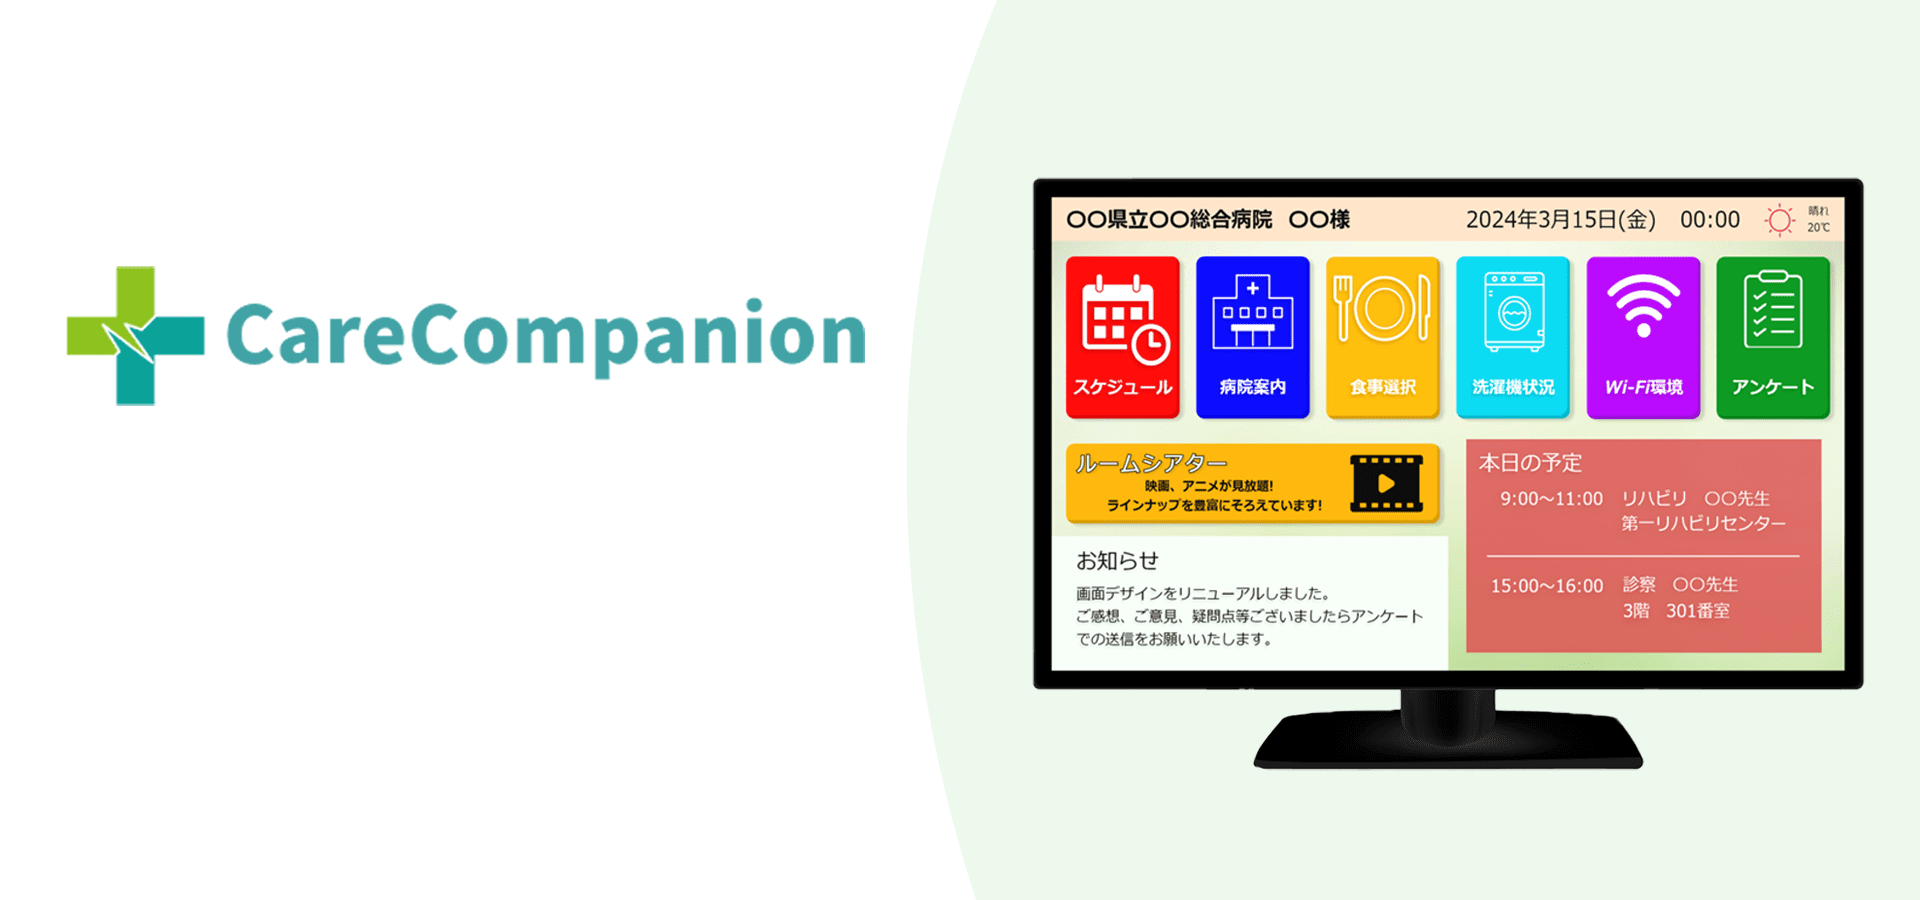 CareCompanion
〇〇県立〇〇総合病院 〇〇様
2024年3月15日(金) 00:00
晴れ
20℃
スケジュール
病院案内
食事選択
洗濯機状況
Wi-Fi環境
アンケート
ルームシアター
映画、アニメが見放題!
ラインナップを豊富にそろえています!
お知らせ
画面デザインをリニューアルしました。
ご感想、ご意見、疑問点等ございましたらアンケート
での送信をお願いいたします。
本日の予定
9:00～11:00 リハビリ 〇〇先生
第一リハビリセンター
15:00～16:00 診察 〇〇先生
3階 301番室